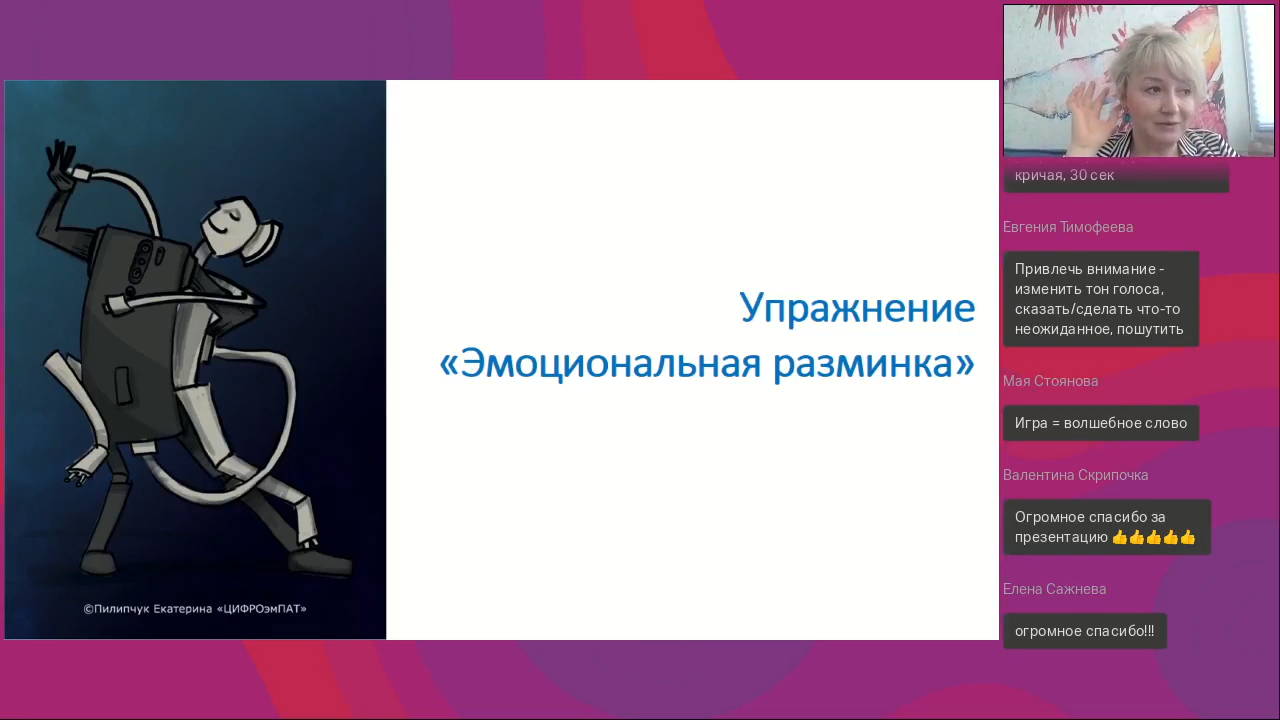 Упражнение
«Эмоциональная разминка»
©Пилипчук Екатерина «ЦИФРОэмПАТ»
кричая, 30 сек
Евгения Тимофеева
Привлечь внимание -
изменить тон голоса,
сказать/сделать что-то
неожиданное, пошутить
Мая Стоянова
Игра = волшебное слово
Валентина Скрипочка
Огромное спасибо за
презентацию 👍👍👍👍👍
Елена Сажнева
огромное спасибо!!!